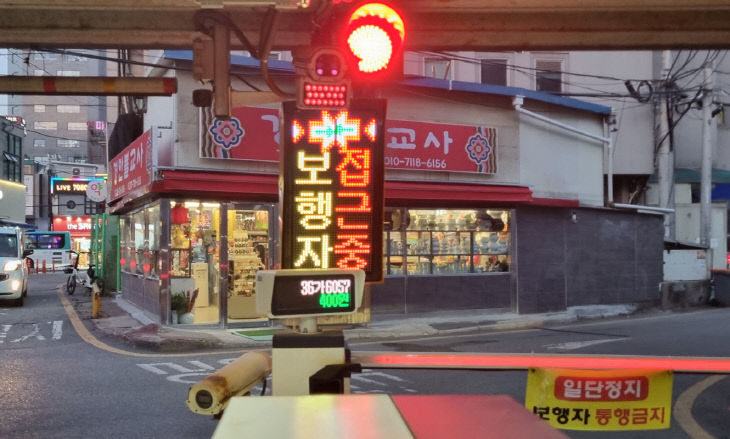 교사
010-7118-6156
보행자
접근중
36가6057
400원
일단정지
보행자 통행금지
LIVE